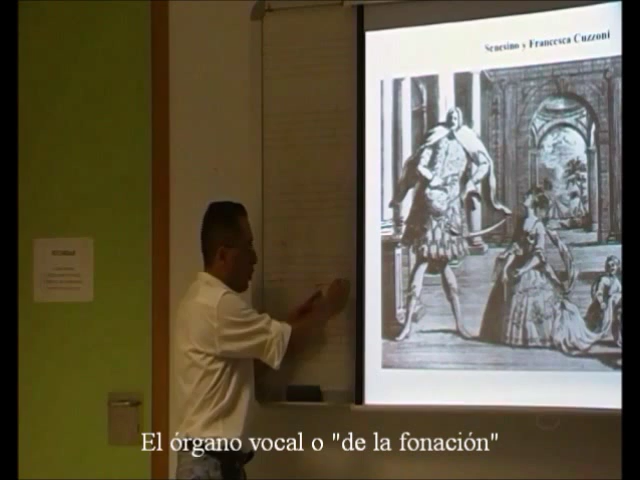 Senesino y Francesca Cuzzoni
El órgano vocal o "de la fonación"